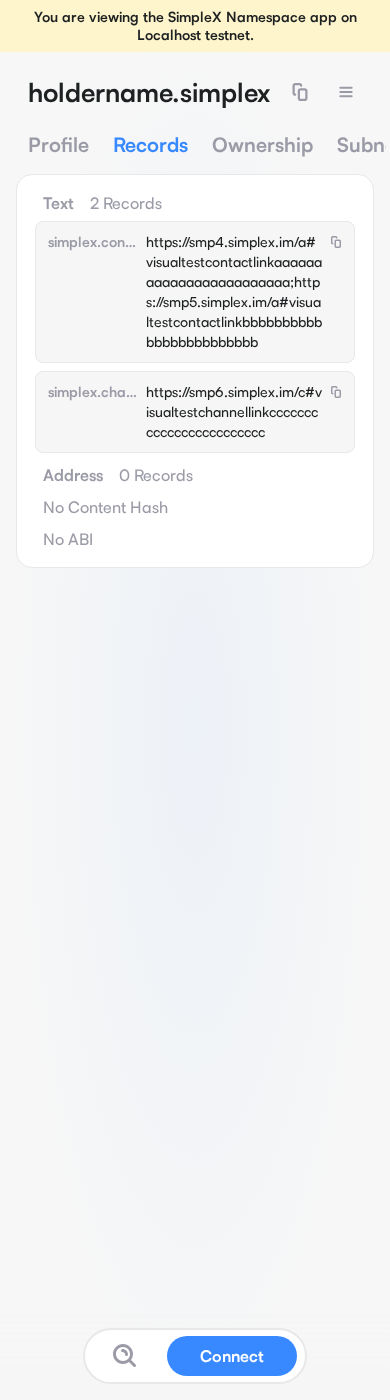 You are viewing the SimpleX Namespace app on
Localhost testnet.
holdername.simplex
Profile Records Ownership Subn
Text 2 Records
simplex.con... https://smp4.simplex.im/a#
visualtestcontactlinkaaaaaa
aaaaaaaaaaaaaaaaaa;http
s://smp5.simplex.im/a#visua
ltestcontactlinkbbbbbbbbbb
bbbbbbbbbbbbbb
simplex.cha... https://smp6.simplex.im/c#v
isualtestchannellinkccccccc
ccccccccccccccccc
Address 0 Records
No Content Hash
No ABI
Connect